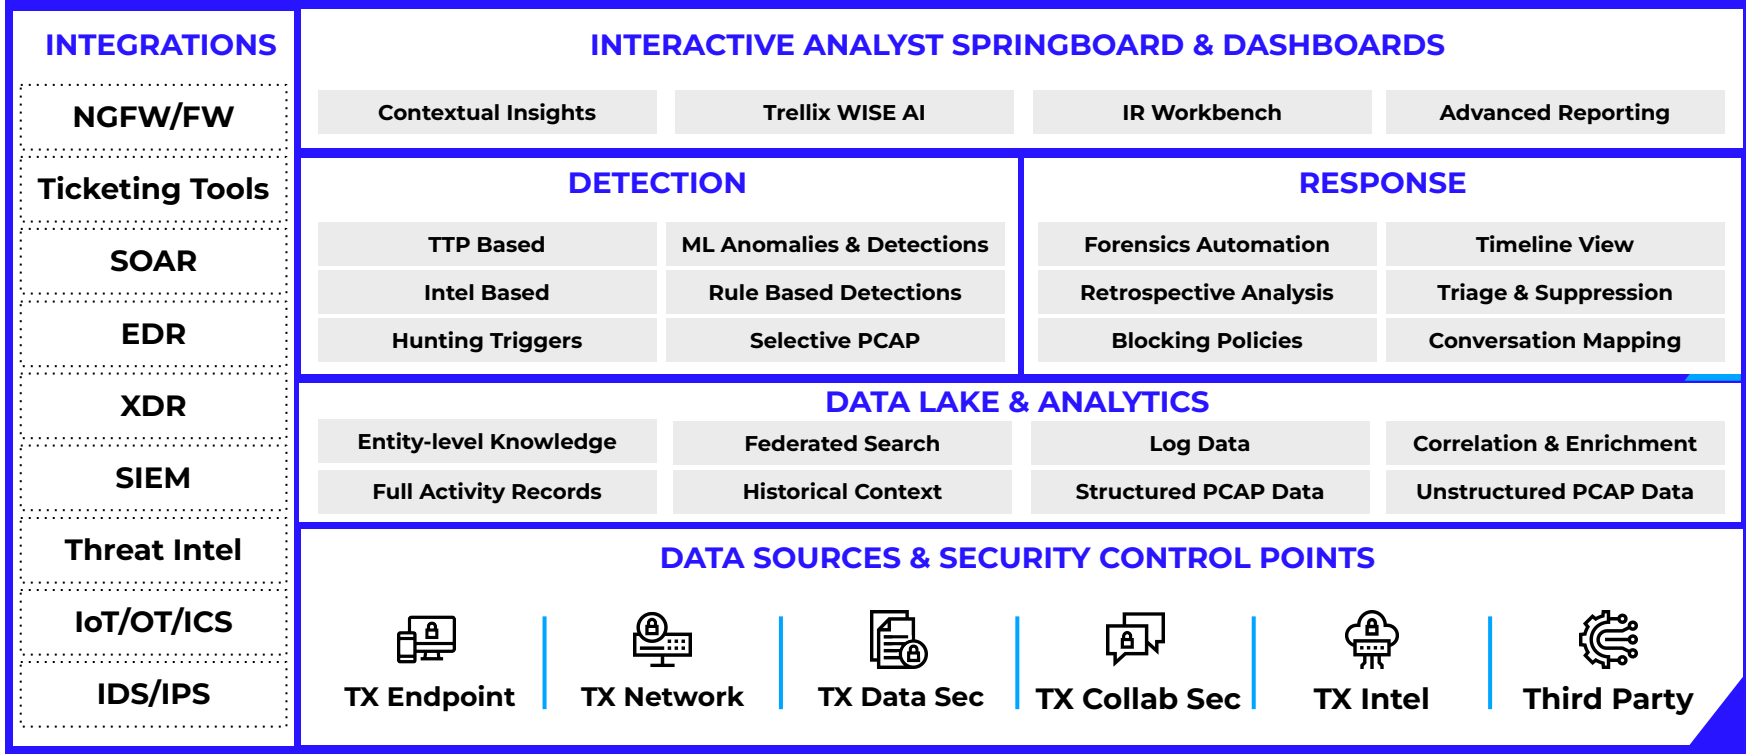 INTEGRATIONS
NGFW/FW
Ticketing Tools
SOAR
EDR
XDR
SIEM
Threat Intel
IoT/OT/ICS
IDS/IPS
INTERACTIVE ANALYST SPRINGBOARD & DASHBOARDS
Contextual Insights
Trellix WISE AI
IR Workbench
Advanced Reporting
DETECTION
TTP Based
ML Anomalies & Detections
Intel Based
Rule Based Detections
Hunting Triggers
Selective PCAP
RESPONSE
Forensics Automation
Timeline View
Retrospective Analysis
Triage & Suppression
Blocking Policies
Conversation Mapping
DATA LAKE & ANALYTICS
Entity-level Knowledge
Federated Search
Log Data
Correlation & Enrichment
Full Activity Records
Historical Context
Structured PCAP Data
Unstructured PCAP Data
DATA SOURCES & SECURITY CONTROL POINTS
TX Endpoint
TX Network
TX Data Sec
TX Collab Sec
TX Intel
Third Party